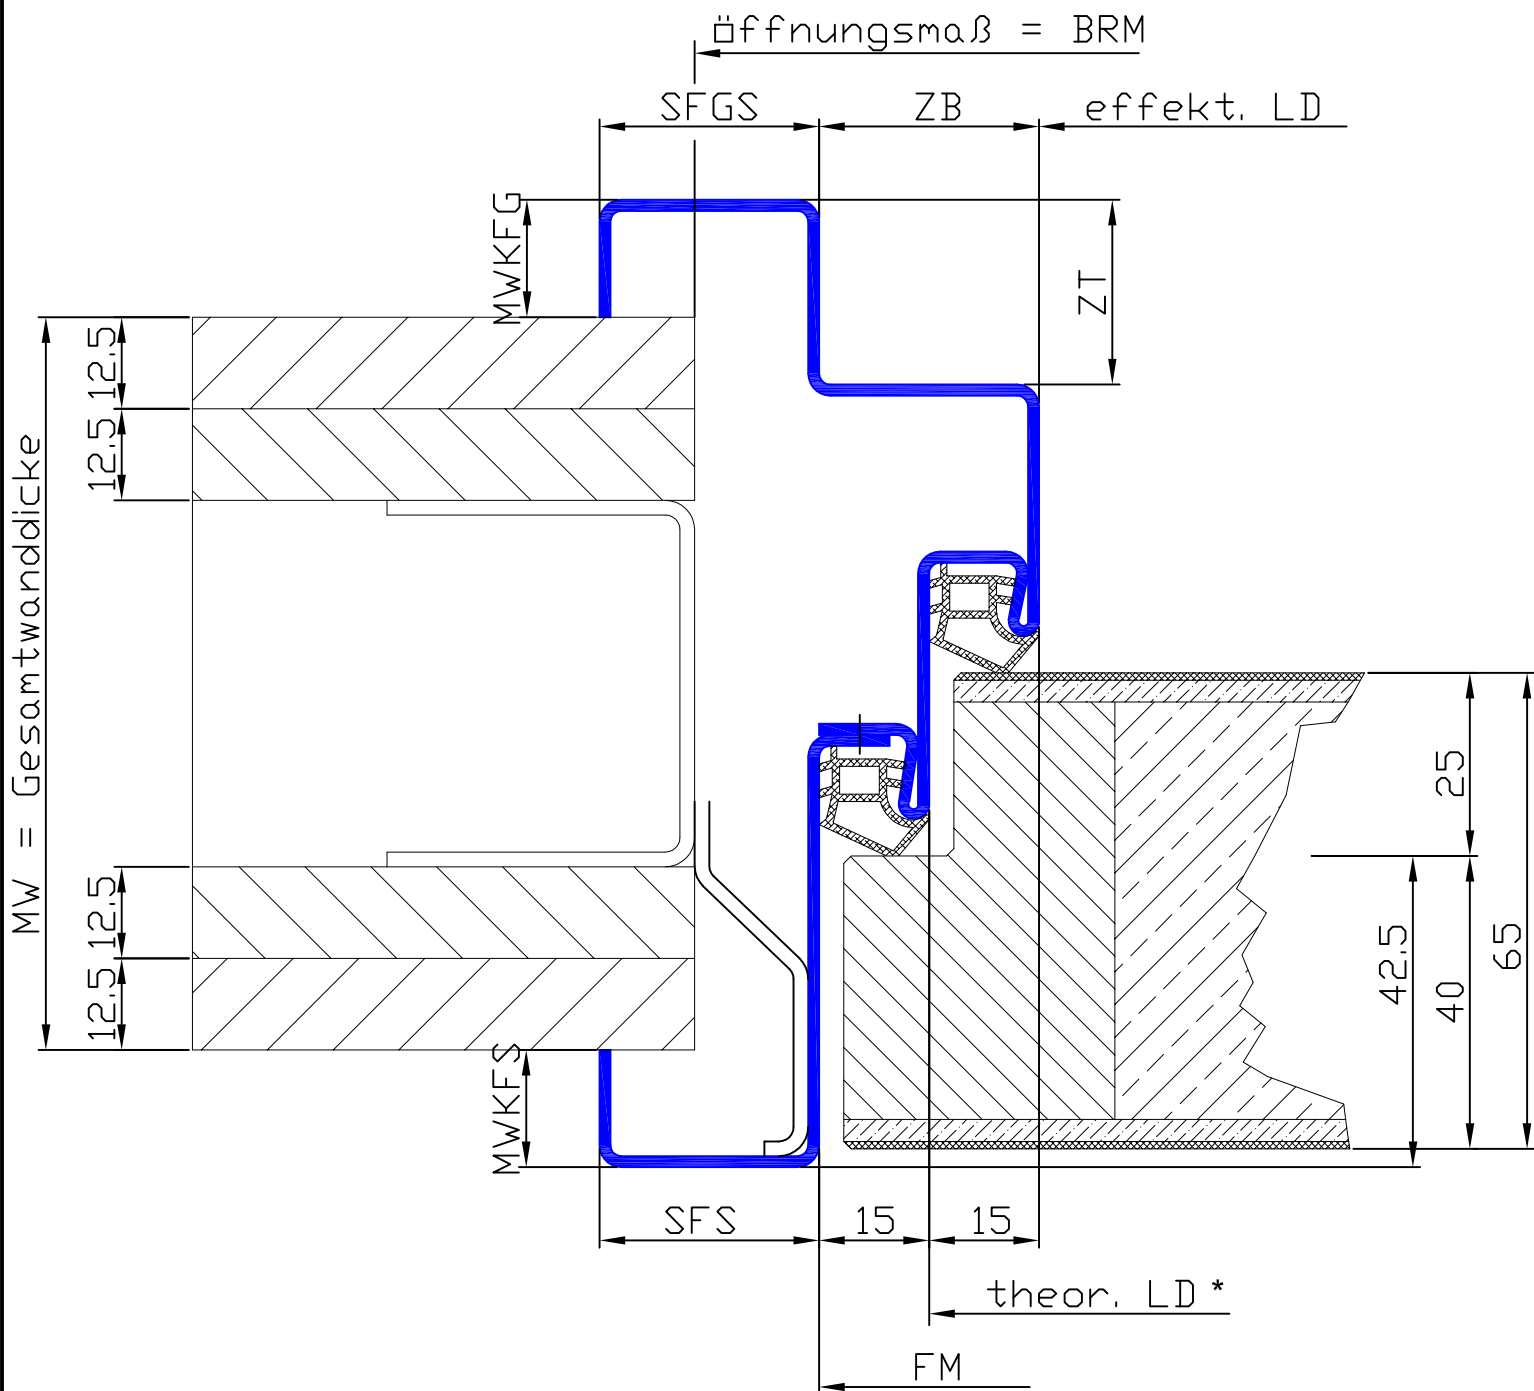 öffnungsmaß = BRM
SFGS
ZB
effekt. LD
MWKFG
ZT
12.5
12.5
MW = Gesamtwanddicke
25
12.5
12.5
42.5
40
65
MWKFS
SFS
15
15
theor. LD *
FM